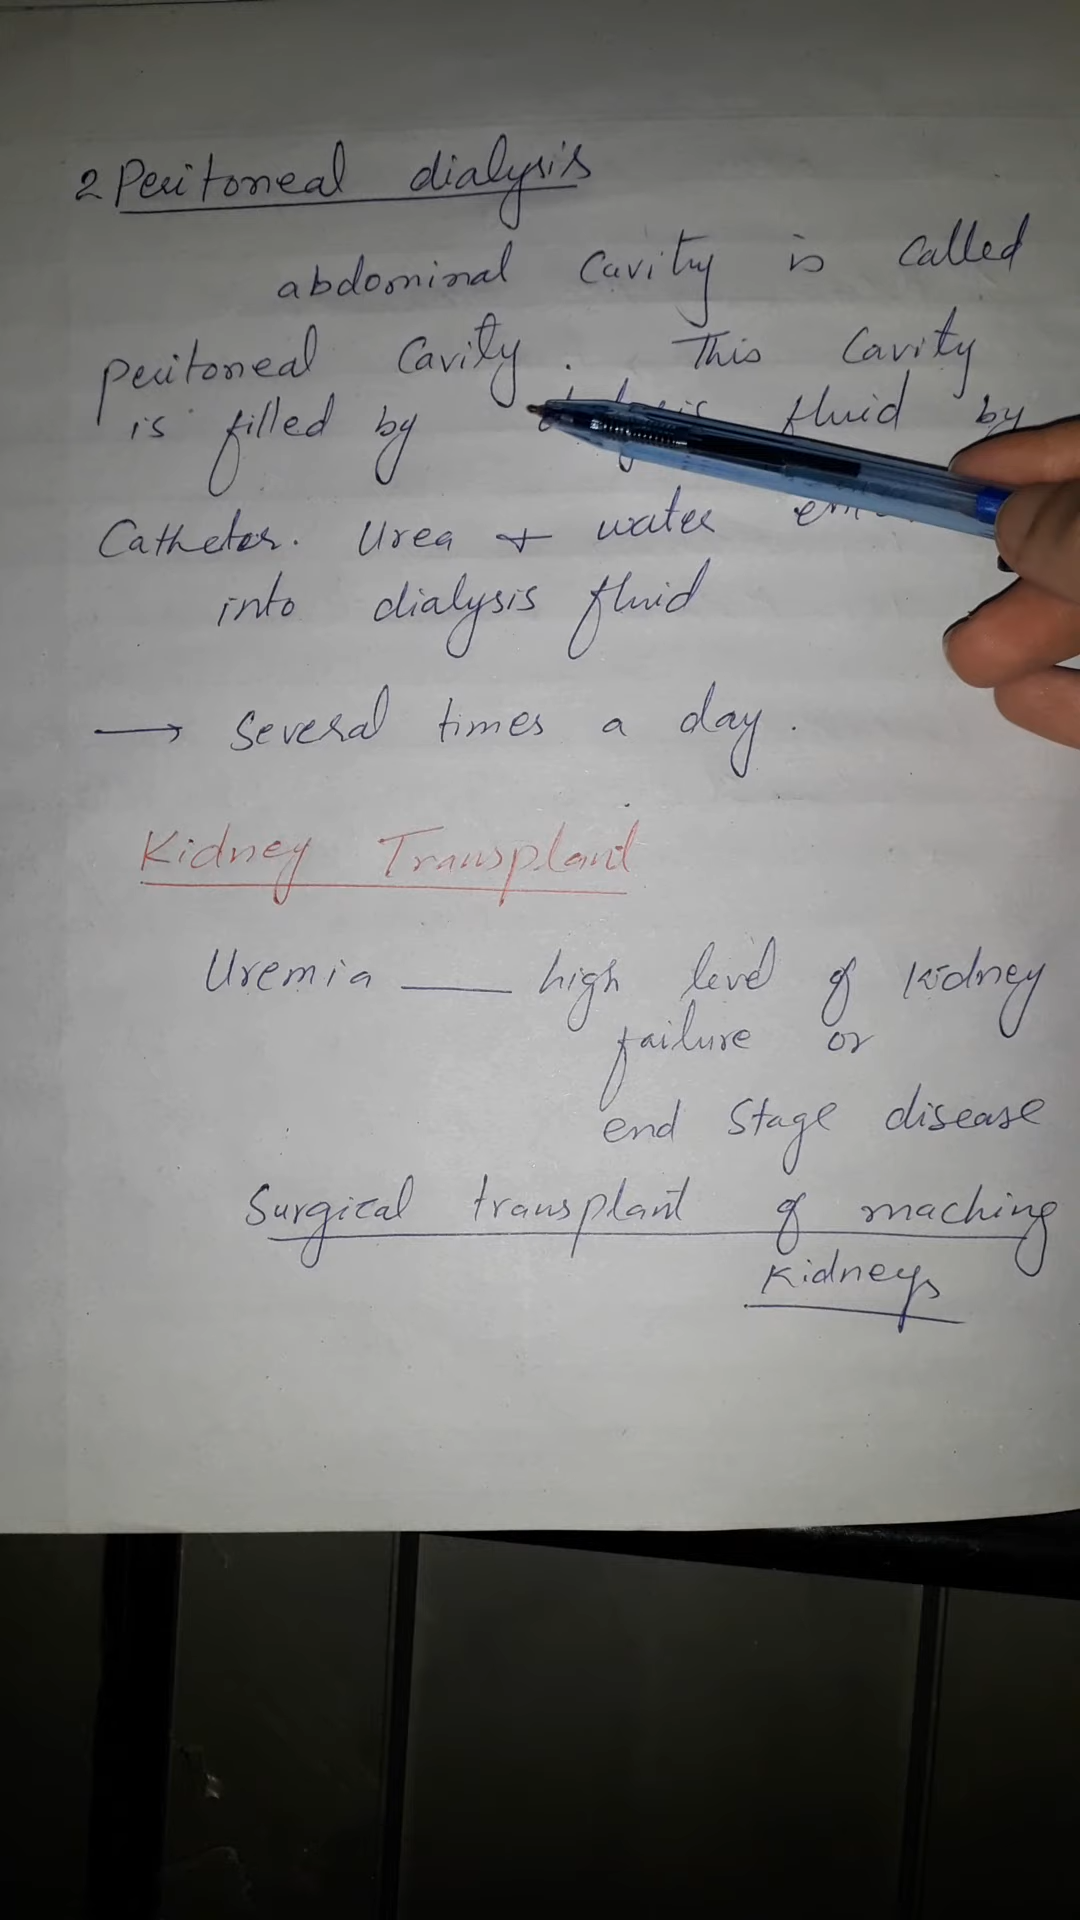 2 Peritoneal dialysis
abdominal Cavitry is Called
peritoneal Cavity. This Cavity
is filled by dialysis fluid by
Catheter. Urea + water
into dialysis fluid
→ Several times a day.
Kidney Transplant
Uremia — high level of Kidney
failure or
end Stage disease
Surgical transplant of maching
Kidneys